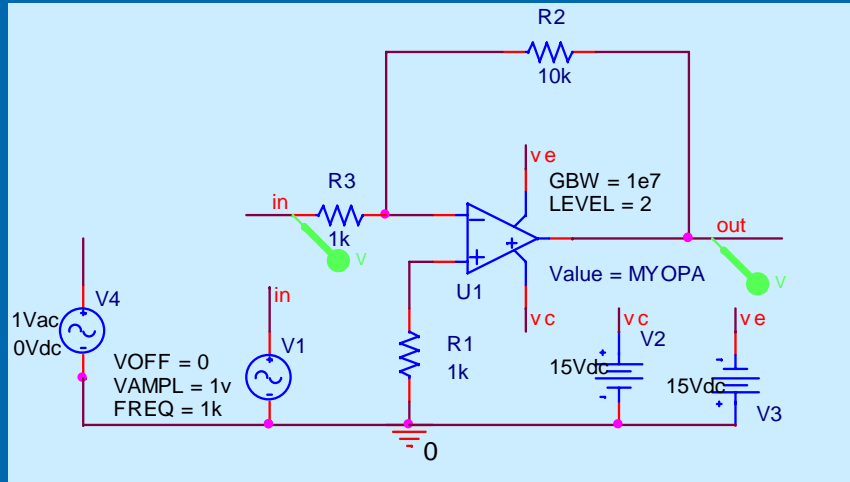 R2
10k
ve
R3
GBW = 1e7
LEVEL = 2
in
out
1k
V
V
Value = MYOPA
U1
V4
in
vc
vc
ve
1Vac
0Vdc
V1
R1
V2
VOFF = 0
VAMPL = 1v
FREQ = 1k
1k
15Vdc
15Vdc
V3
0